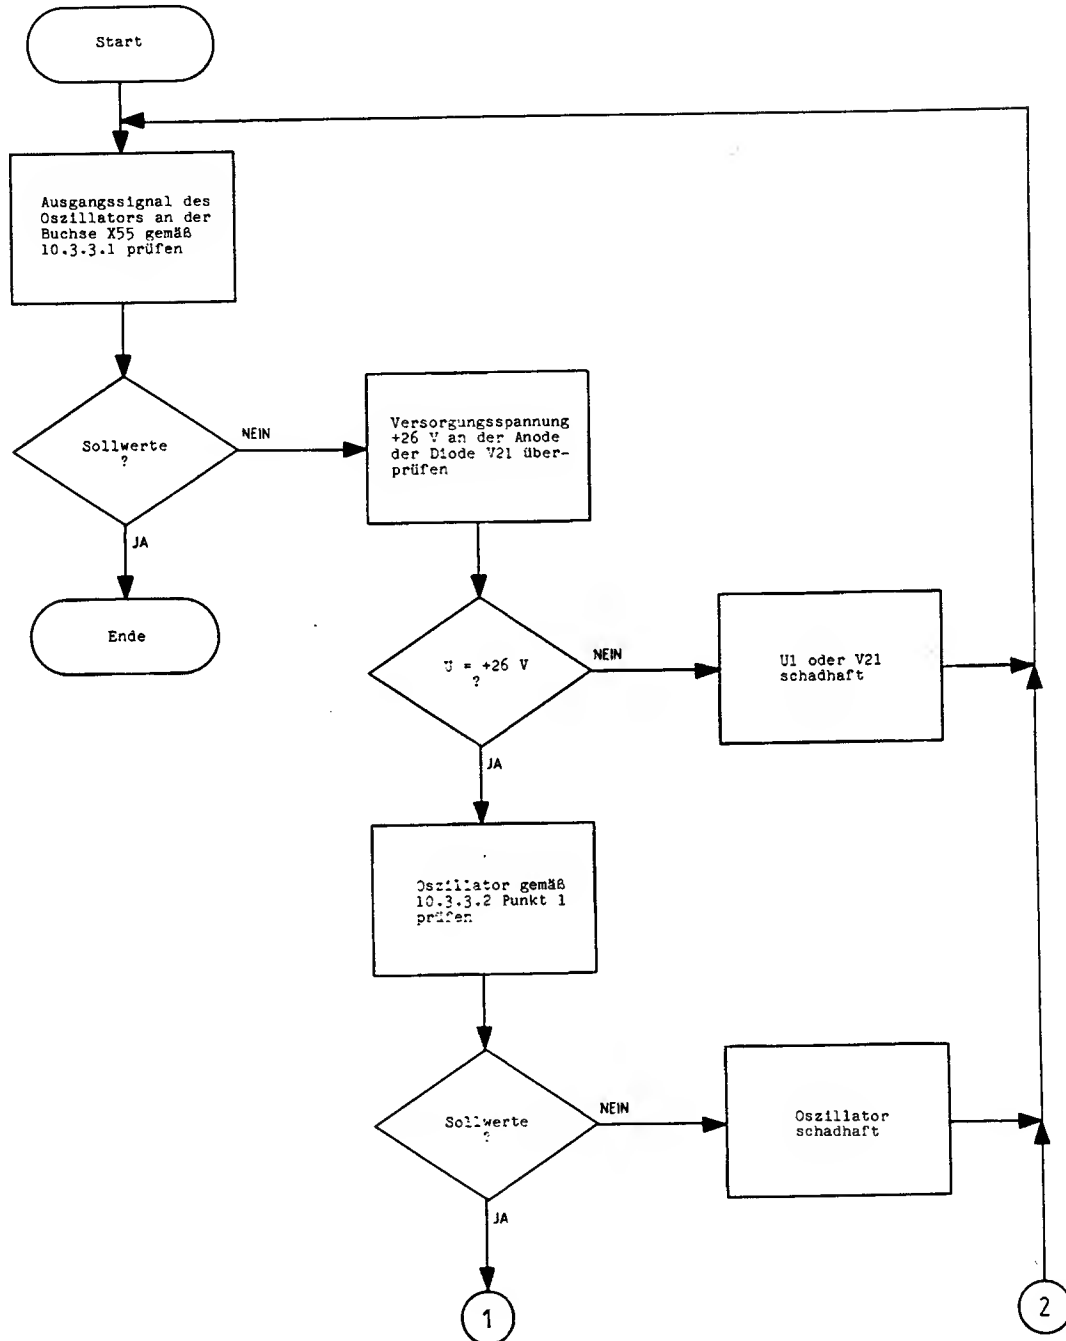 Start
Ausgangssignal des
Oszillators an der
Buchse X55 gemäß
10.3.3.1 prüfen
Sollwerte
?
NEIN
JA
Ende
Versorgungsspannung
+26 V an der Anode
der Diode V21 über-
prüfen
U = +26 V
?
NEIN
JA
U1 oder V21
schadhaft
Oszillator gemäß
10.3.3.2 Punkt 1
prüfen
Sollwerte
?
NEIN
JA
Oszillator
schadhaft
1
2